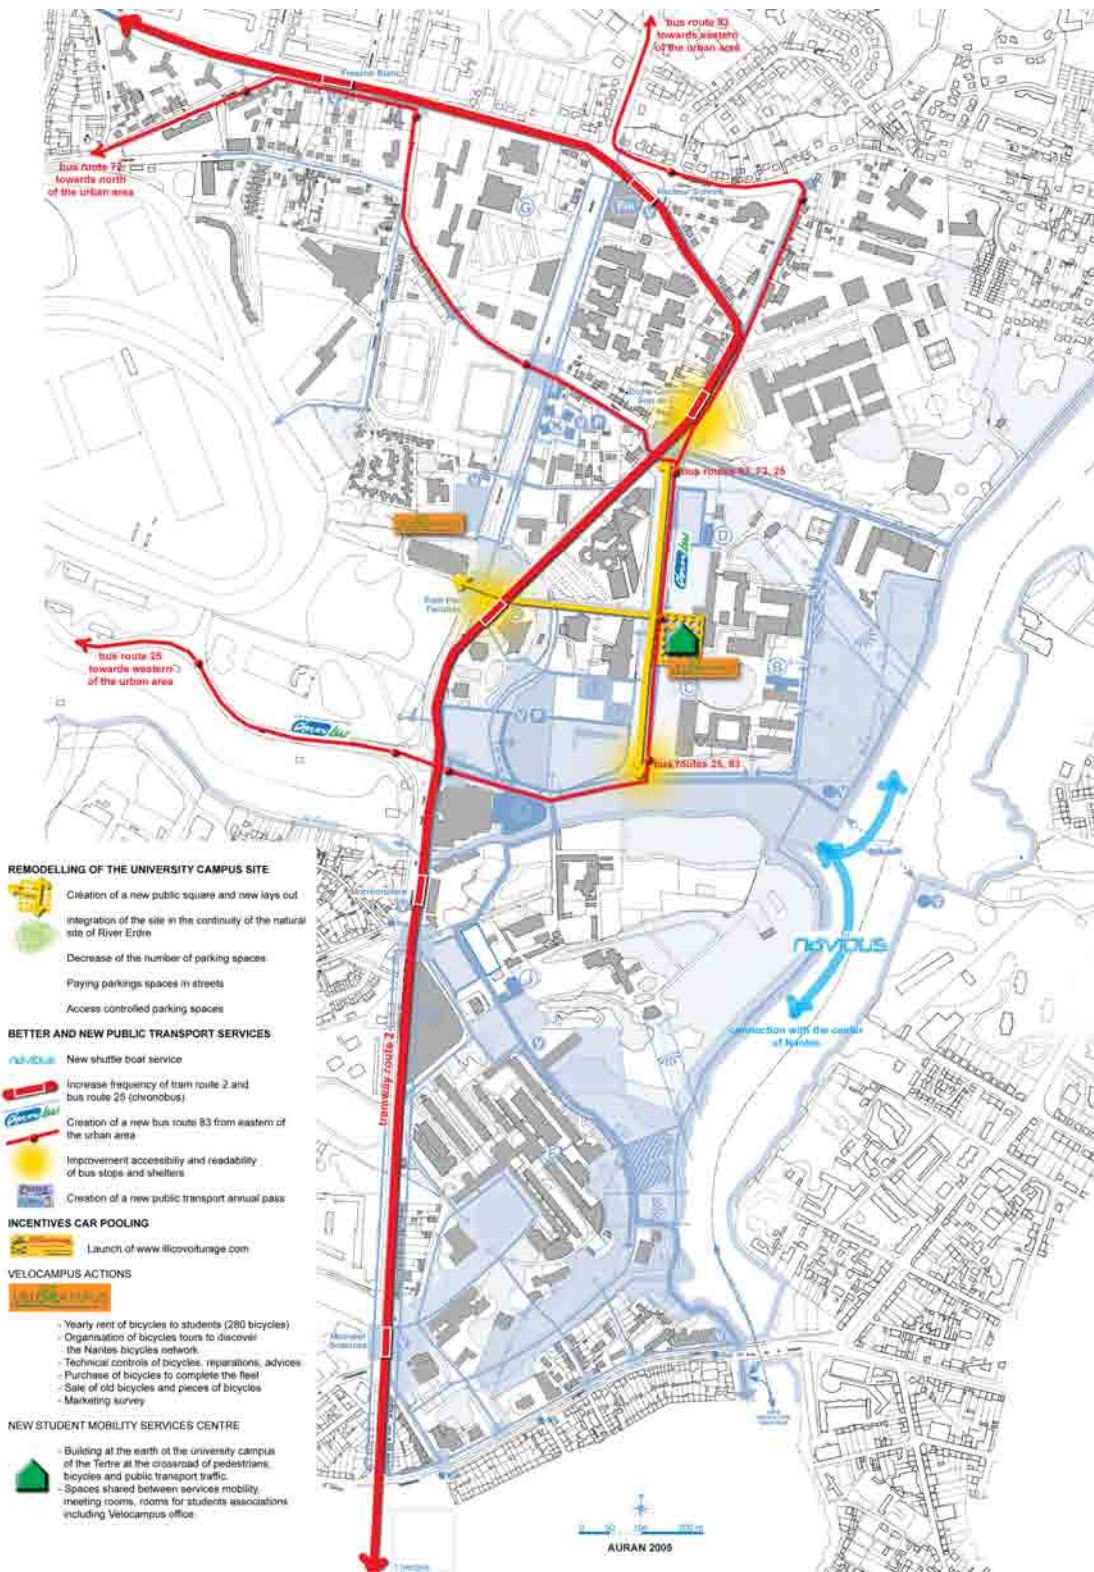 bus route 83
towards eastern
of the urban area
Fresche Blanc
bus route 72
towards north
of the urban area
Recteur Schmitt
G
bus routes 83, 72, 25
D
bus route 25
towards western
of the urban area
B
C
bus routes 25, 83
navibus
connection with the center
of Nantes
J
tramway route 2
Michelet
Sciences
REMODELLING OF THE UNIVERSITY CAMPUS SITE
Création of a new public square and new lays out
integration of the site in the continuity of the natural
site of River Erdre
Decrease of the number of parking spaces
Paying parkings spaces in streets
Access controlled parking spaces
BETTER AND NEW PUBLIC TRANSPORT SERVICES
navibus New shuttle boat service
Increase frequency of tram route 2 and
bus route 25 (chronobus)
Creation of a new bus route 83 from eastern of
the urban area
Improvement accessibiliy and readability
of bus stops and shelters
Creation of a new public transport annual pass
INCENTIVES CAR POOLING
Launch of www.illicovoiturage.com
VELOCAMPUS ACTIONS
- Yearly rent of bicycles to students (280 bicycles)
- Organisation of bicycles tours to discover
the Nantes bicycles network
- Technical controls of bicycles, reparations, advices
- Purchase of bicycles to complete the fleet
- Sale of old bicycles and pieces of bicycles
- Marketing survey
NEW STUDENT MOBILITY SERVICES CENTRE
- Building at the earth ot the university campus
of the Tertre at the crossroad of pedestrians,
bicycles and public transport traffic.
- Spaces shared between services mobility,
meeting rooms, rooms for students associations
including Velocampus office
AURAN 2005